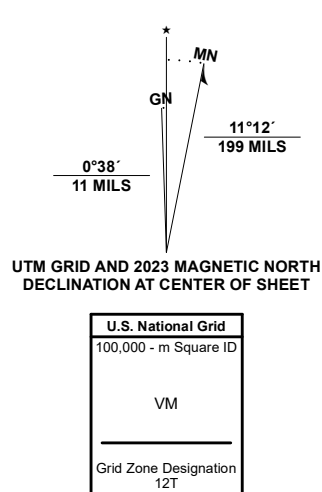 ★
MN
GN
11°12´
199 MILS
0°38´
11 MILS
UTM GRID AND 2023 MAGNETIC NORTH
DECLINATION AT CENTER OF SHEET
U.S. National Grid
100,000 - m Square ID
VM
Grid Zone Designation
12T